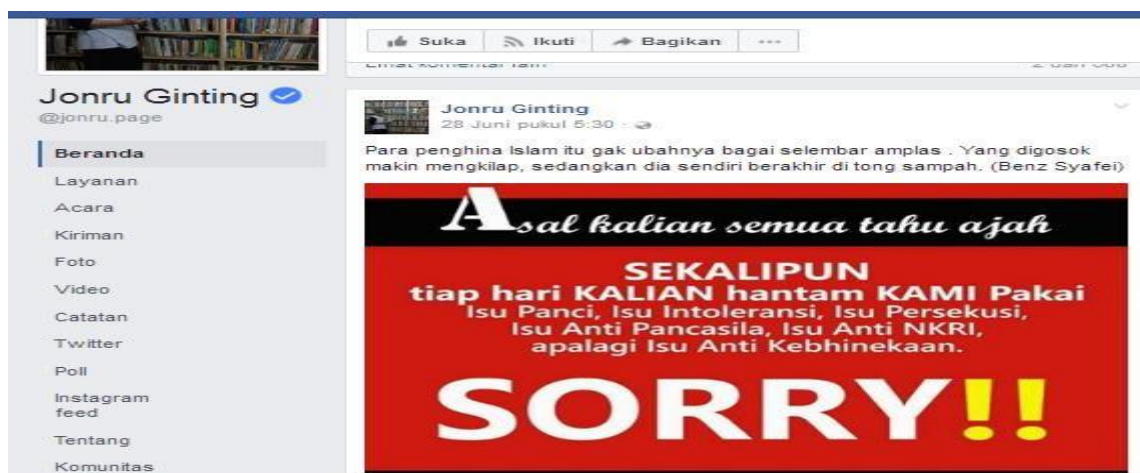 Suka Ikuti Bagikan
Jonru Ginting
@jonru.page
Beranda
Layanan
Acara
Kiriman
Foto
Video
Catatan
Twitter
Poll
Instagram
feed
Tentang
Komunitas
Jonru Ginting
28 Juni pukul 5:30
Para penghina Islam itu gak ubahnya bagai selembar amplas . Yang digosok
makin mengkilap, sedangkan dia sendiri berakhir di tong sampah. (Benz Syafei)
Asal kalian semua tahu ajah
SEKALIPUN
tiap hari KALIAN hantam KAMI Pakai
Isu Panci, Isu Intoleransi, Isu Persekusi,
Isu Anti Pancasila, Isu Anti NKRI,
apalagi Isu Anti Kebhinekaan.
SORRY!!